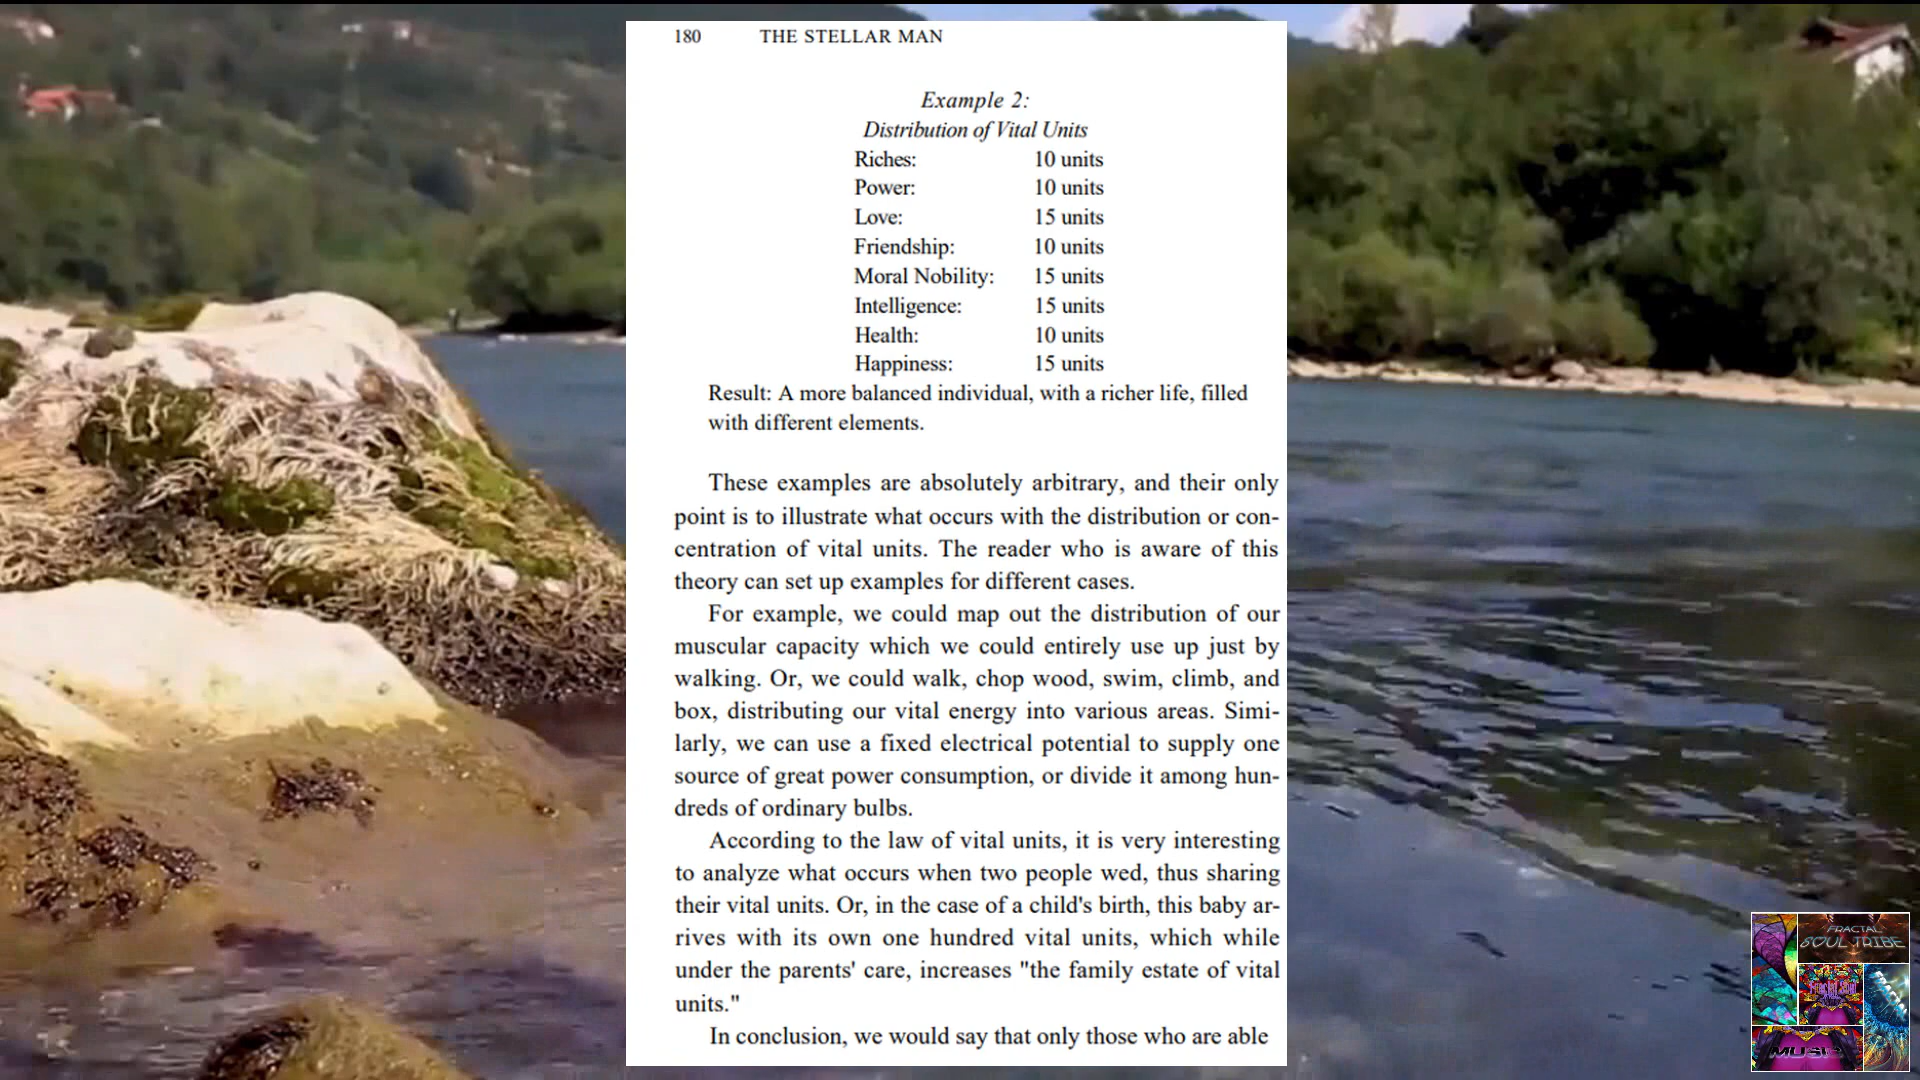 180 THE STELLAR MAN
Example 2:
Distribution of Vital Units
Riches: 10 units
Power: 10 units
Love: 15 units
Friendship: 10 units
Moral Nobility: 15 units
Intelligence: 15 units
Health: 10 units
Happiness: 15 units
Result: A more balanced individual, with a richer life, filled
with different elements.
These examples are absolutely arbitrary, and their only
point is to illustrate what occurs with the distribution or con-
centration of vital units. The reader who is aware of this
theory can set up examples for different cases.
For example, we could map out the distribution of our
muscular capacity which we could entirely use up just by
walking. Or, we could walk, chop wood, swim, climb, and
box, distributing our vital energy into various areas. Simi-
larly, we can use a fixed electrical potential to supply one
source of great power consumption, or divide it among hun-
dreds of ordinary bulbs.
According to the law of vital units, it is very interesting
to analyze what occurs when two people wed, thus sharing
their vital units. Or, in the case of a child's birth, this baby ar-
rives with its own one hundred vital units, which while
under the parents' care, increases "the family estate of vital
units."
In conclusion, we would say that only those who are able
FRACTAL
SOUL TRIBE
Fractal Soul
MUSIC